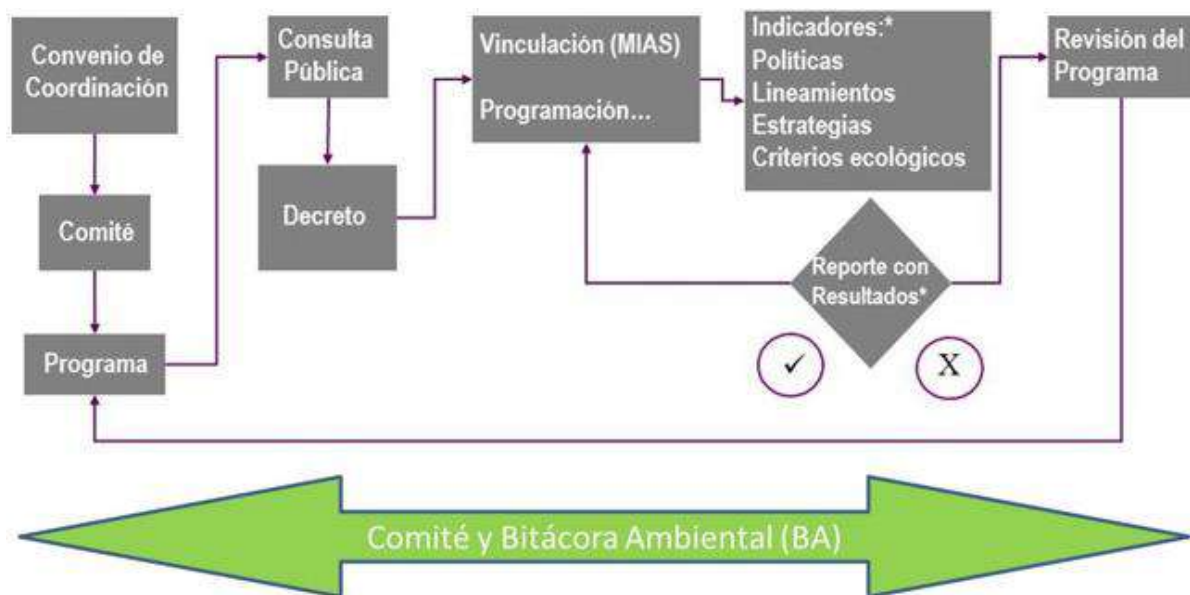 Convenio de
Coordinación
Comité
Programa
Consulta
Pública
Decreto
Vinculación (MIAS)
Programación...
Indicadores:*
Politicas
Lineamientos
Estrategias
Criterios ecológicos
Reporte con
Resultados*
✓
X
Revisión del
Programa
Comité y Bitácora Ambiental (BA)